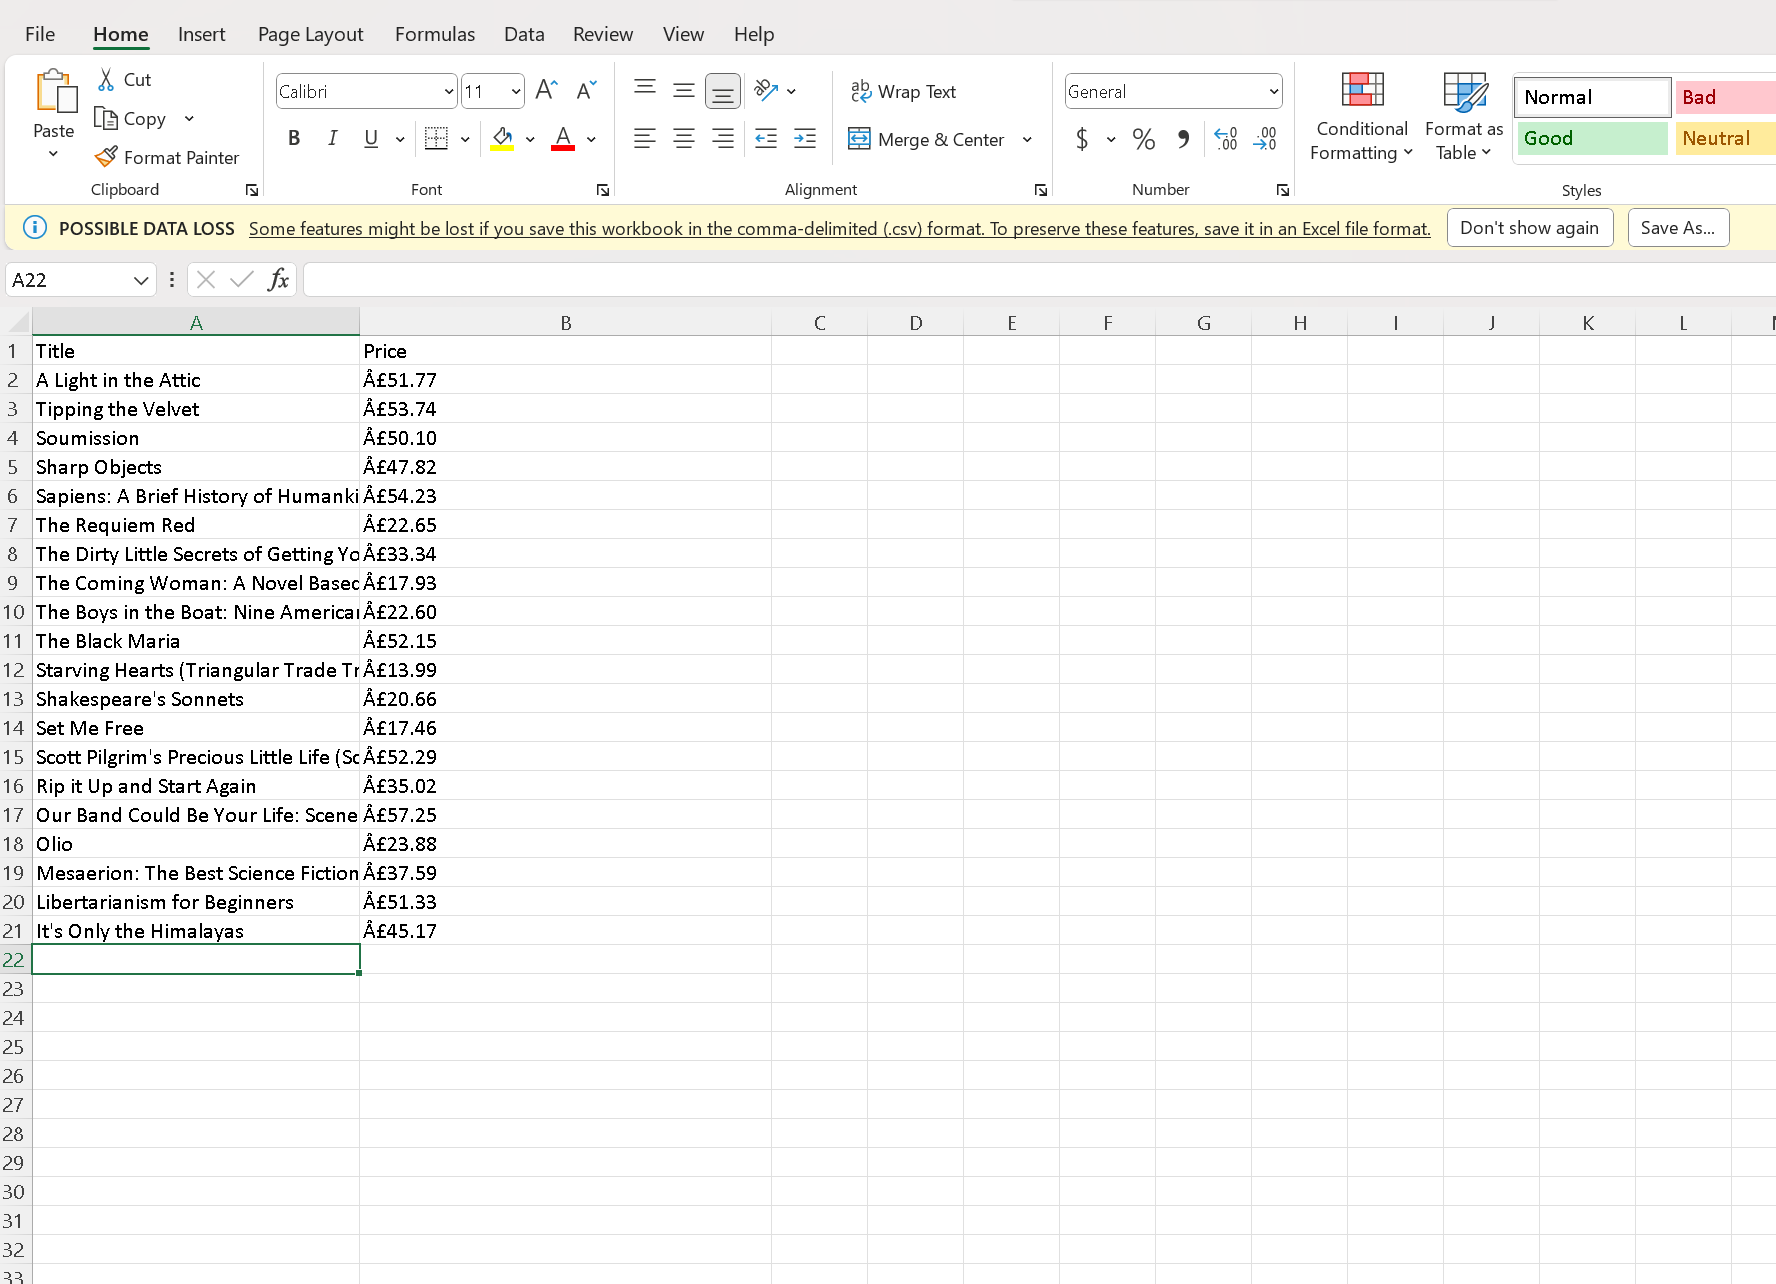 File Home Insert Page Layout Formulas Data Review View Help
Paste
Cut
Copy
Format Painter
Clipboard
Calibri 11 A A
B I U A
Font
ab Wrap Text
Merge & Center
Alignment
General
$ % 9 .00 .00
Number
Conditional Formatting
Format as Table
Normal Bad
Good Neutral
Styles
POSSIBLE DATA LOSS Some features might be lost if you save this workbook in the comma-delimited (.csv) format. To preserve these features, save it in an Excel file format. Don't show again Save As...
A22 fx
A B C D E F G H I J K L
1 Title Price
2 A Light in the Attic Â£51.77
3 Tipping the Velvet Â£53.74
4 Soumission Â£50.10
5 Sharp Objects Â£47.82
6 Sapiens: A Brief History of Humanki Â£54.23
7 The Requiem Red Â£22.65
8 The Dirty Little Secrets of Getting Yo Â£33.34
9 The Coming Woman: A Novel Based Â£17.93
10 The Boys in the Boat: Nine American Â£22.60
11 The Black Maria Â£52.15
12 Starving Hearts (Triangular Trade Tr Â£13.99
13 Shakespeare's Sonnets Â£20.66
14 Set Me Free Â£17.46
15 Scott Pilgrim's Precious Little Life (Sc Â£52.29
16 Rip it Up and Start Again Â£35.02
17 Our Band Could Be Your Life: Scene Â£57.25
18 Olio Â£23.88
19 Mesaerion: The Best Science Fiction Â£37.59
20 Libertarianism for Beginners Â£51.33
21 It's Only the Himalayas Â£45.17
22
23
24
25
26
27
28
29
30
31
32
33